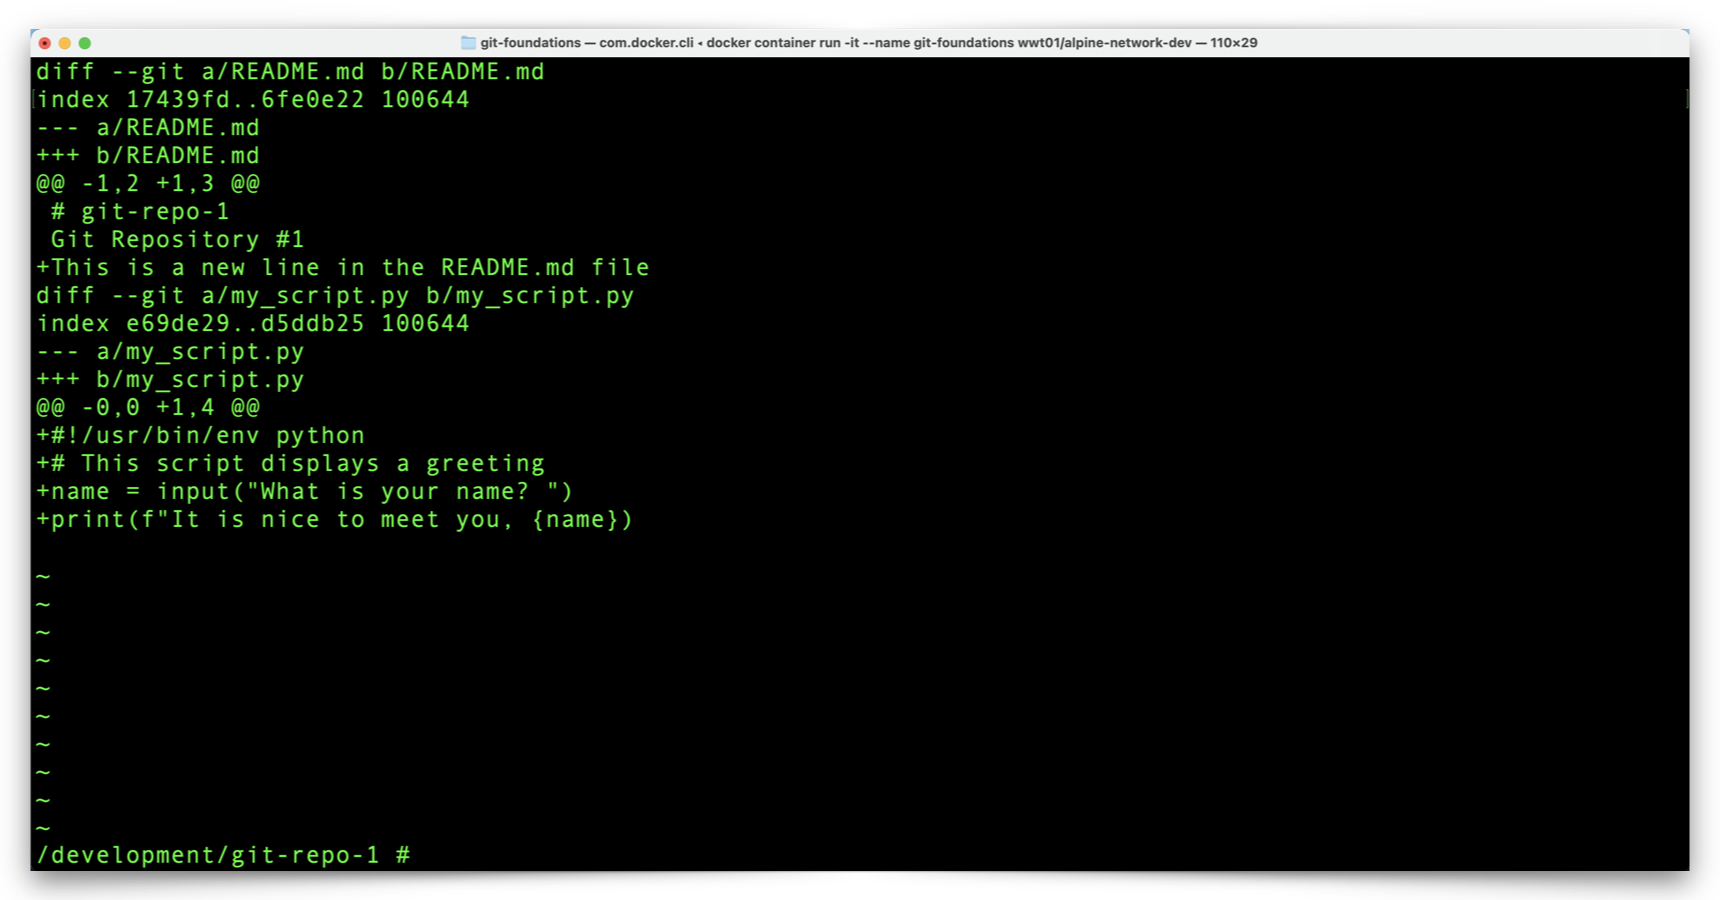 git-foundations — com.docker.cli ◂ docker container run -it --name git-foundations wwt01/alpine-network-dev — 110×29
diff --git a/README.md b/README.md
index 17439fd..6fe0e22 100644
--- a/README.md
+++ b/README.md
@@ -1,2 +1,3 @@
 # git-repo-1
 Git Repository #1
+This is a new line in the README.md file
diff --git a/my_script.py b/my_script.py
index e69de29..d5ddb25 100644
--- a/my_script.py
+++ b/my_script.py
@@ -0,0 +1,4 @@
+#!/usr/bin/env python
+# This script displays a greeting
+name = input("What is your name? ")
+print(f"It is nice to meet you, {name})
~
~
~
~
~
~
~
~
~
~
/development/git-repo-1 #